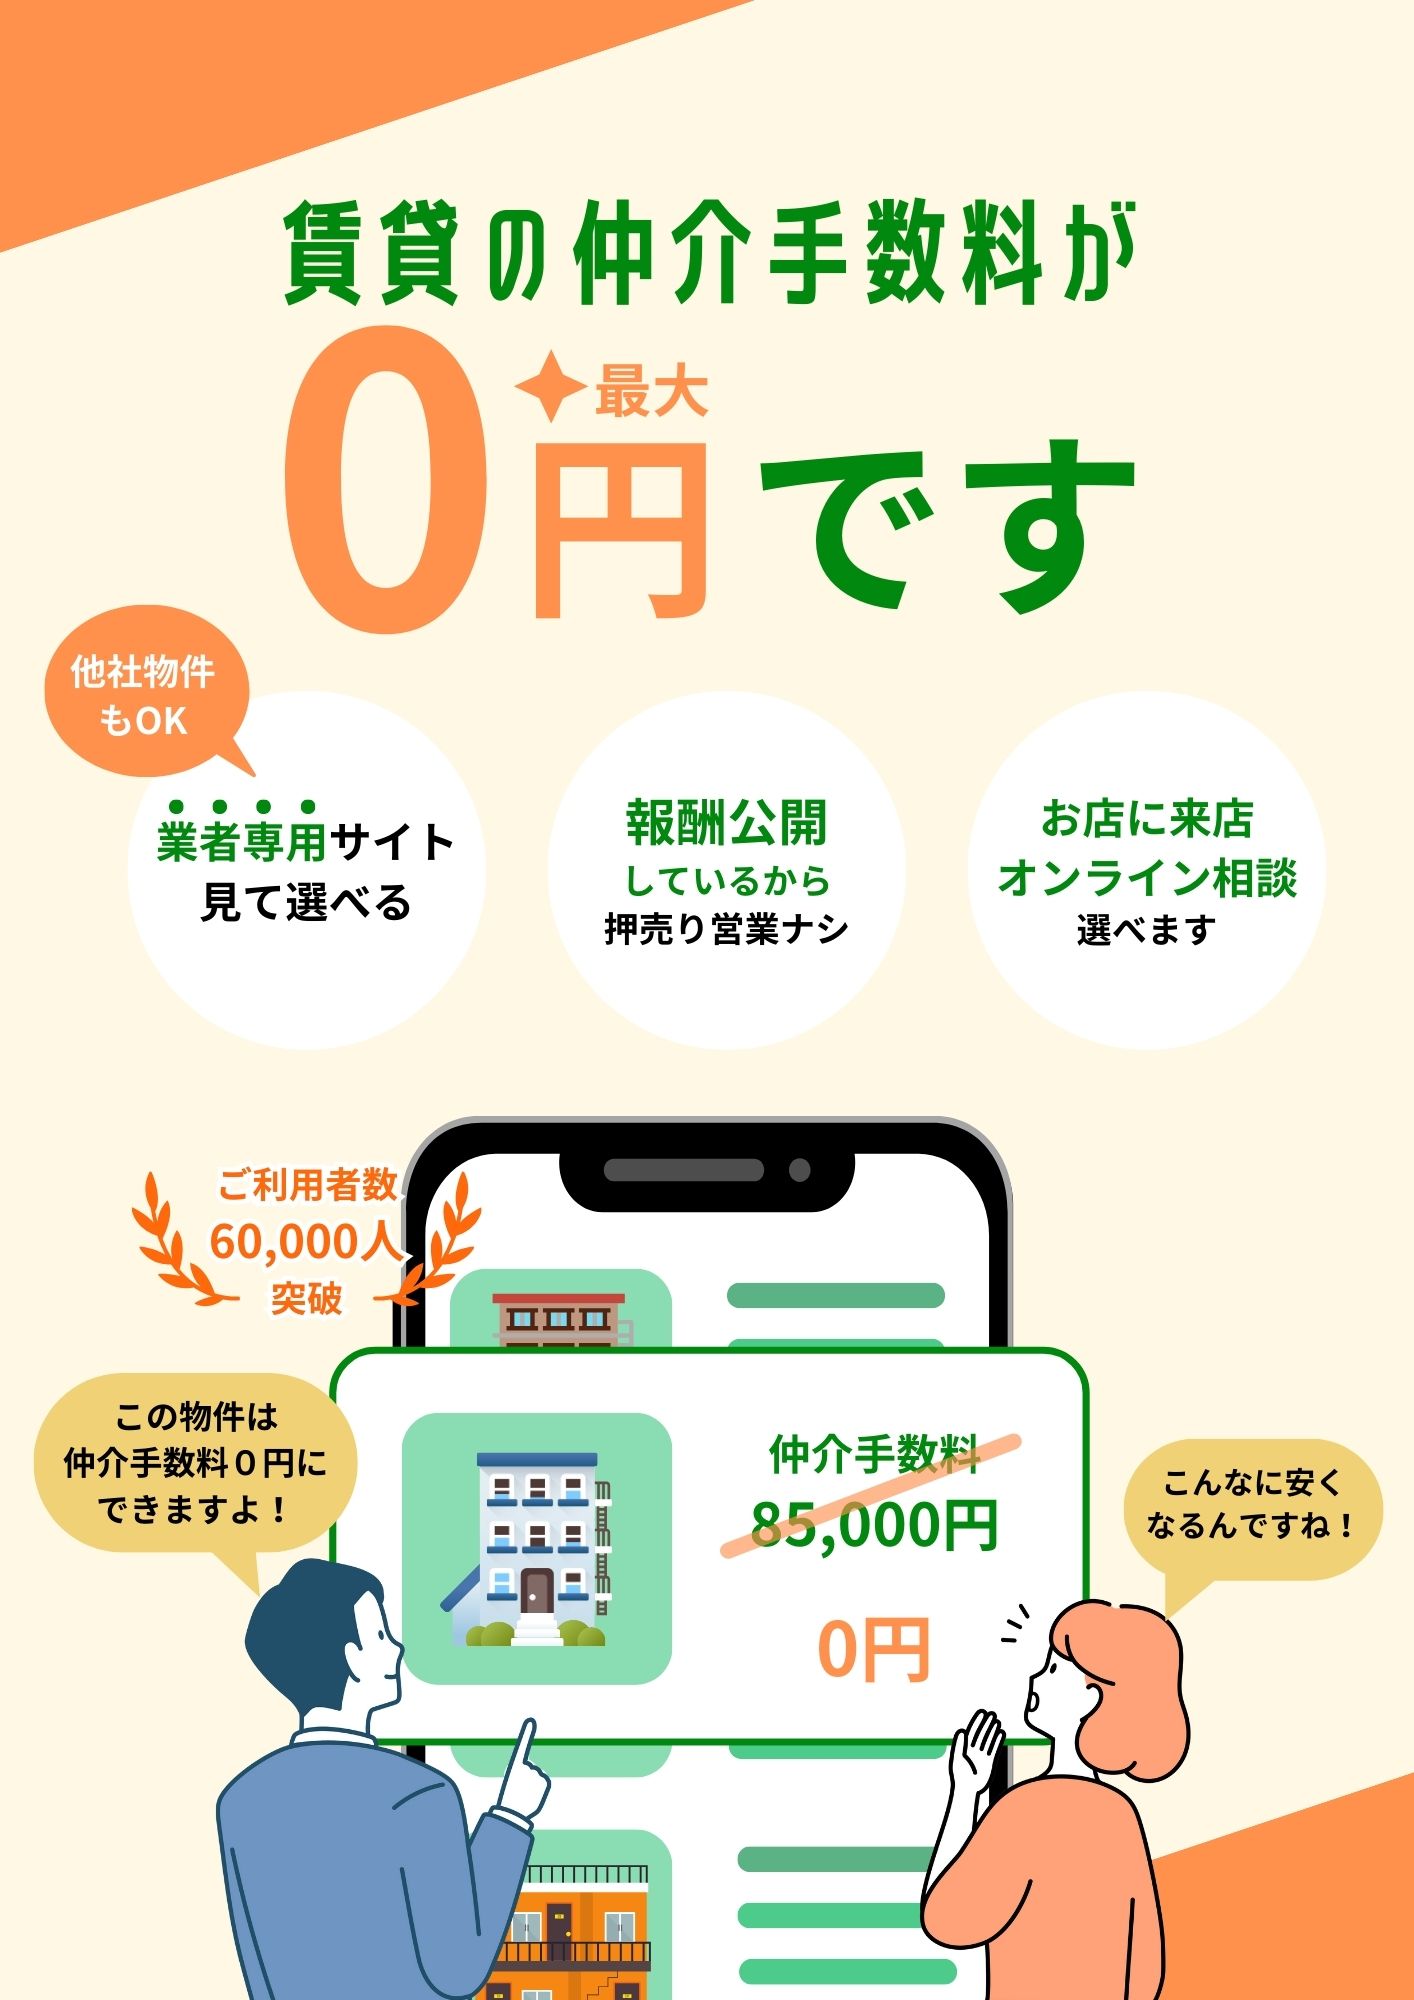 賃貸の仲介手数料が
最大
0円です
他社物件
もOK
業者専用サイト
見て選べる
報酬公開
しているから
押売り営業ナシ
お店に来店
オンライン相談
選べます
ご利用者数
60,000人
突破
この物件は
仲介手数料０円に
できますよ！
仲介手数料
85,000円
0円
こんなに安く
なるんですね！